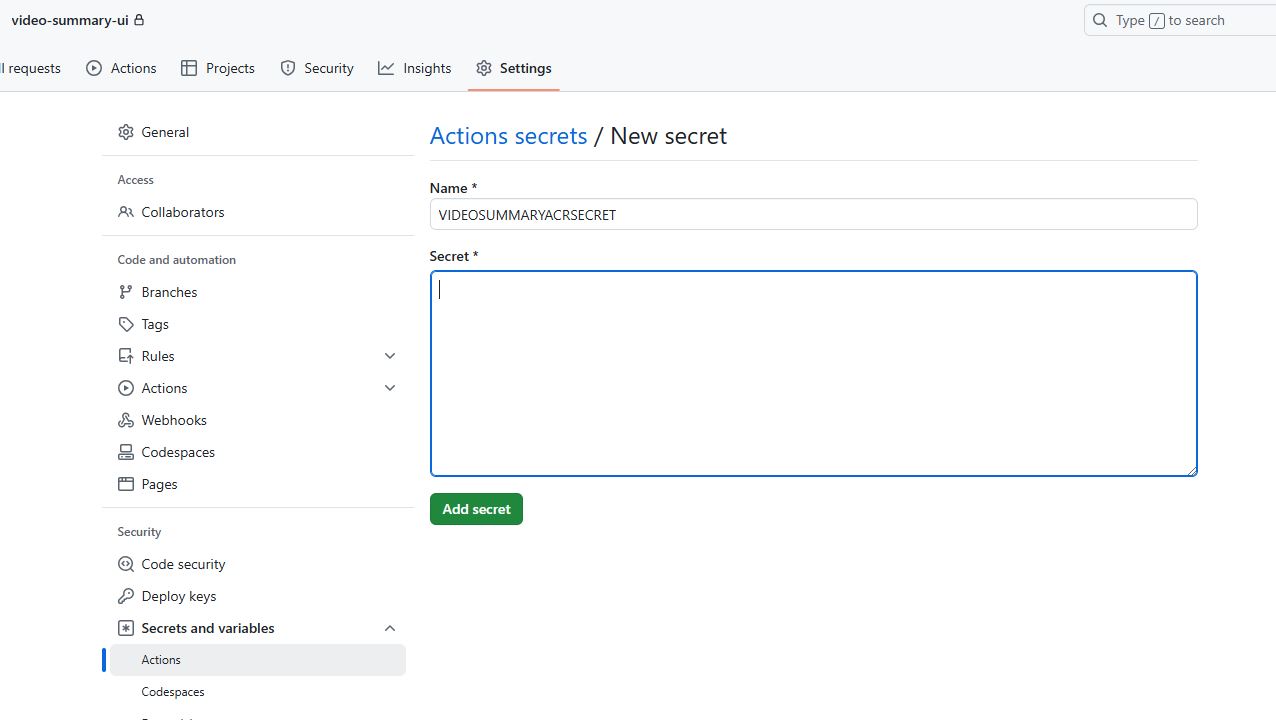 video-summary-ui
Type / to search
requests
Actions
Projects
Security
Insights
Settings
General
Access
Collaborators
Code and automation
Branches
Tags
Rules
Actions
Webhooks
Codespaces
Pages
Security
Code security
Deploy keys
Secrets and variables
Actions
Codespaces
Actions secrets / New secret
Name *
VIDEOSUMMARYACRSECRET
Secret *
Add secret